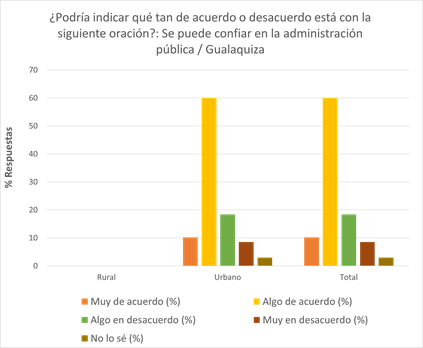 ¿Podría indicar qué tan de acuerdo o desacuerdo está con la
siguiente oración?: Se puede confiar en la administración
pública / Gualaquiza
70
60
50
40
30
20
10
0
% Respuestas
Rural
Urbano
Total
Muy de acuerdo (%)
Algo de acuerdo (%)
Algo en desacuerdo (%)
Muy en desacuerdo (%)
No lo sé (%)